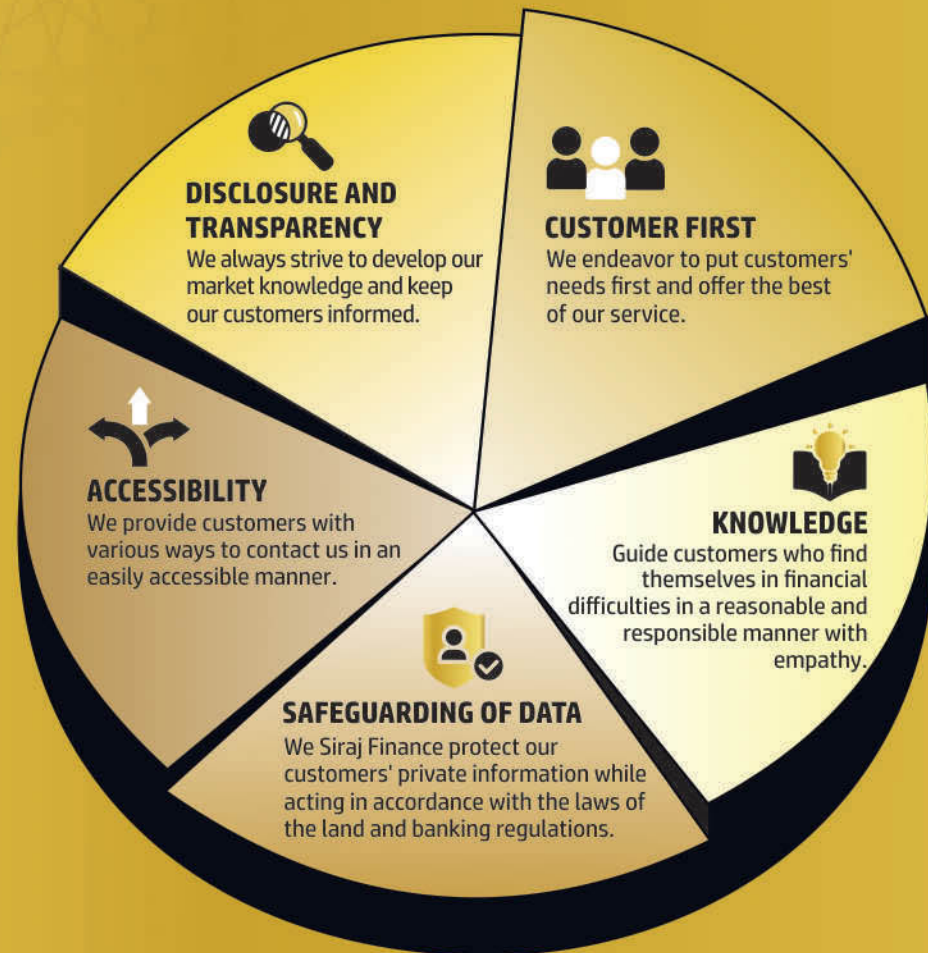 DISCLOSURE AND
TRANSPARENCY
We always strive to develop our
market knowledge and keep
our customers informed.
CUSTOMER FIRST
We endeavor to put customers'
needs first and offer the best
of our service.
ACCESSIBILITY
We provide customers with
various ways to contact us in an
easily accessible manner.
KNOWLEDGE
Guide customers who find
themselves in financial
difficulties in a reasonable and
responsible manner with
empathy.
SAFEGUARDING OF DATA
We Siraj Finance protect our
customers' private information while
acting in accordance with the laws of
the land and banking regulations.